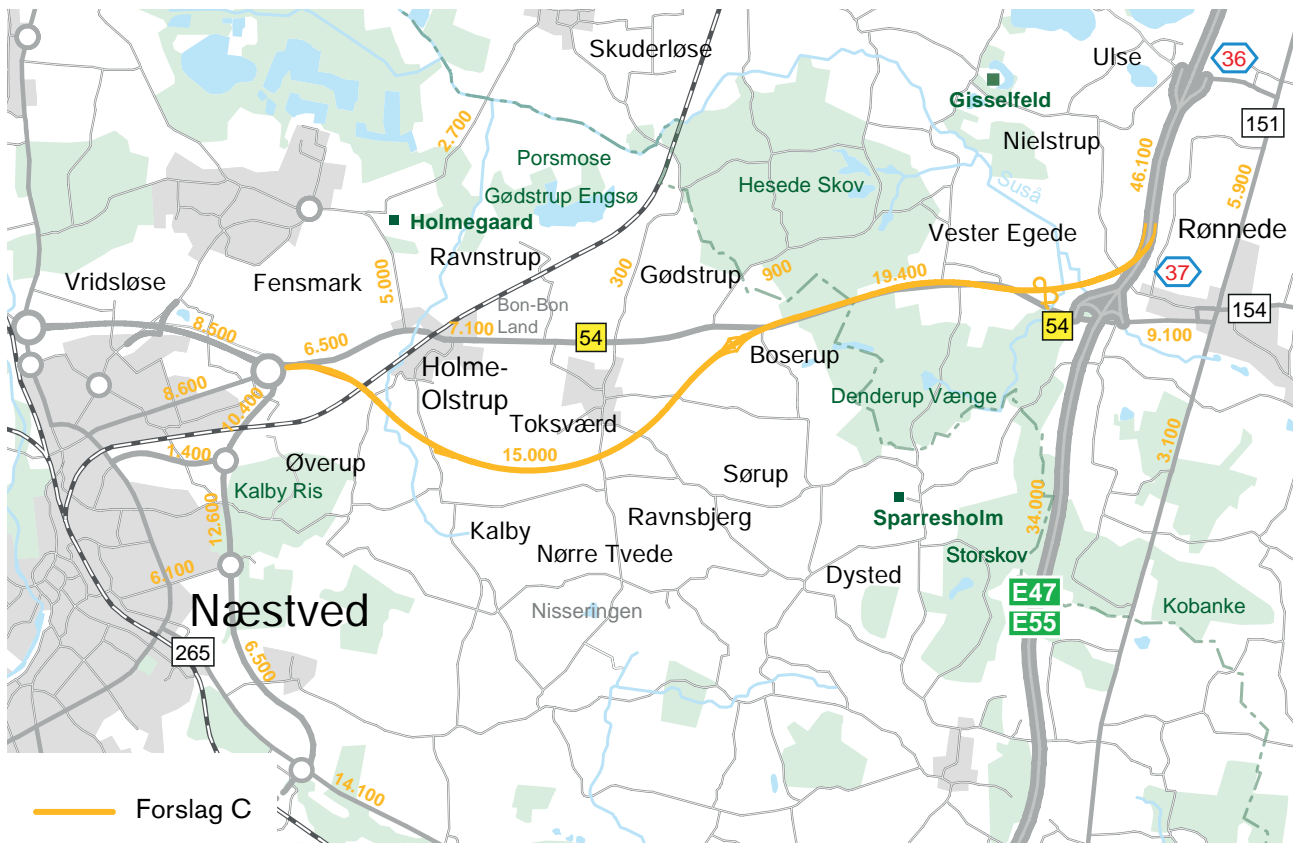 Skuderløse
Ulse
36
Gisselfeld
151
2.700
Nielstrup
46.100
Porsmose
Hesede Skov
Suså
5.900
Gødstrup Engsø
Holmegaard
Vester Egede
Rønnede
Ravnstrup
300
Gødstrup
900
19.400
37
Vridsløse
Fensmark
5.000
Bon-Bon
Land
154
8.500
6.500
7.100
54
54
9.100
Boserup
Holme-
Olstrup
8.600
10.400
Denderup Vænge
Toksværd
3.100
1.400
Øverup
15.000
Sørup
Kalby Ris
Sparresholm
34.000
12.600
Kalby
Ravnsbjerg
Nørre Tvede
Storskov
6.100
Dysted
E47
Næstved
Nisseringen
Kobanke
E55
265
6.500
14.100
Forslag C